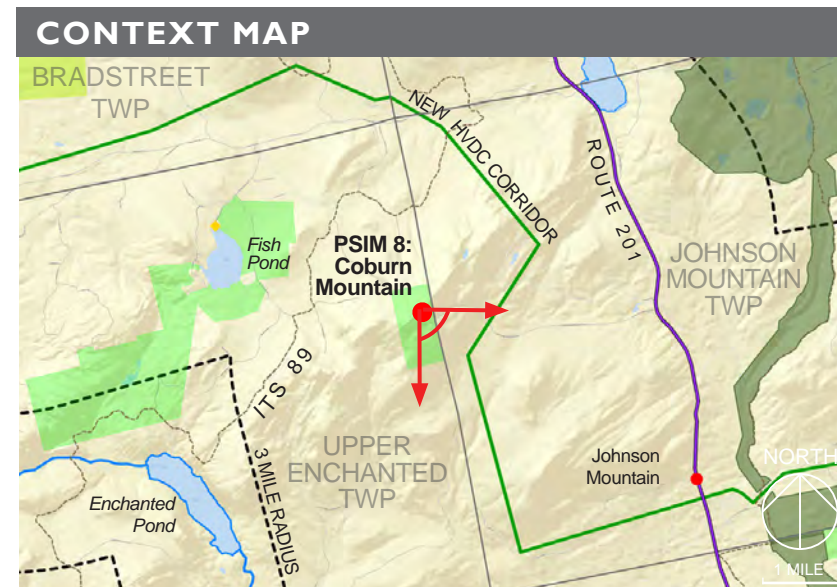 CONTEXT MAP
BRADSTREET
TWP
NEW HVDC CORRIDOR
ROUTE 201
Fish
Pond
PSIM 8:
Coburn
Mountain
JOHNSON
MOUNTAIN
TWP
ITS 89
3 MILE RADIUS
UPPER
ENCHANTED
TWP
Enchanted
Pond
Johnson
Mountain
NORTH
1 MILE